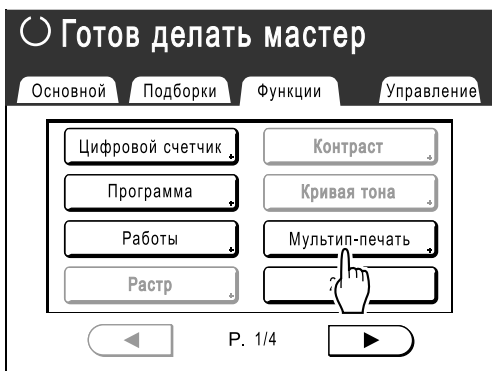 Готов делать мастер
Основной Подборки Функции Управление
Цифровой счетчик Контраст
Программа Кривая тона
Работы Мультип-печать
Растр
P. 1/4